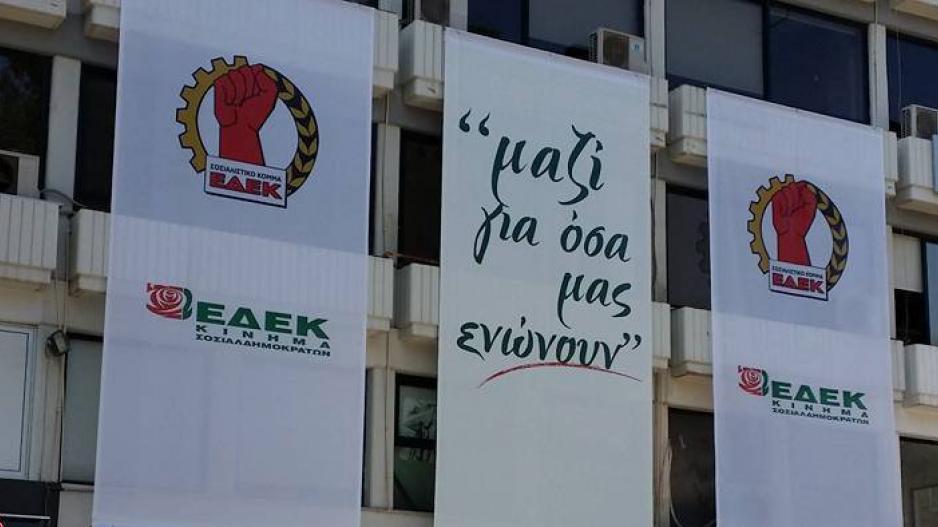 ΣΟΣΙΑΛΙΣΤΙΚΟ ΚΟΜΜΑ
ΕΔΕΚ
ΕΔΕΚ
ΚΙΝΗΜΑ
ΣΟΣΙΑΛΔΗΜΟΚΡΑΤΩΝ
“μαζί
για όσα
μας
ενώνουν”
ΣΟΣΙΑΛΙΣΤΙΚΟ ΚΟΜΜΑ
ΕΔΕΚ
ΕΔΕΚ
ΚΙΝΗΜΑ
ΣΟΣΙΑΛΔΗΜΟΚΡΑΤΩΝ